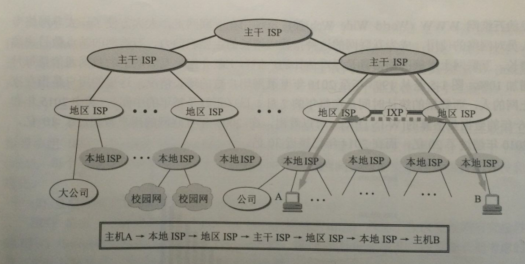 主干 ISP
主干 ISP
主干 ISP
地区 ISP
地区 ISP
地区 ISP
IXP
地区 ISP
本地ISP
本地ISP
本地ISP
本地ISP
本地ISP
本地ISP
本地ISP
大公司
校园网
校园网
公司
A
B
主机A → 本地 ISP → 地区 ISP → 主干 ISP → 地区 ISP → 本地 ISP → 主机B